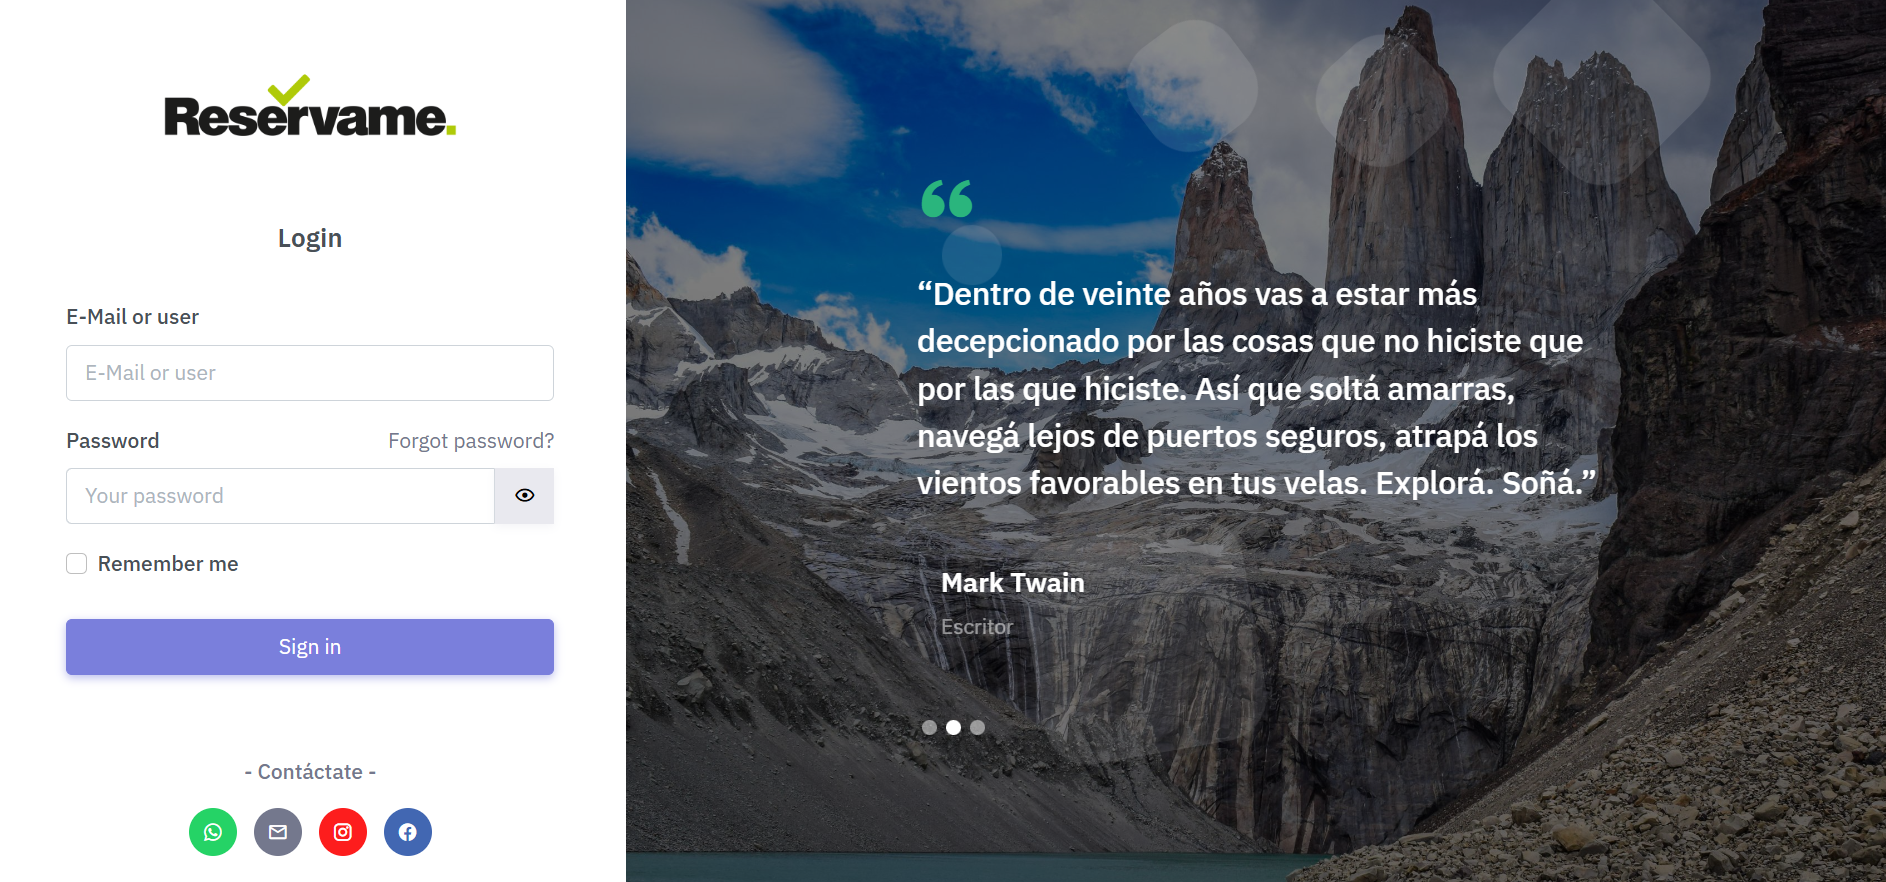 Reservame.
Login
E-Mail or user
E-Mail or user
Password
Forgot password?
Your password
Remember me
Sign in
- Contáctate -
“Dentro de veinte años vas a estar más
decepcionado por las cosas que no hiciste que
por las que hiciste. Así que soltá amarras,
navegá lejos de puertos seguros, atrapá los
vientos favorables en tus velas. Explorá. Soñá.”
Mark Twain
Escritor